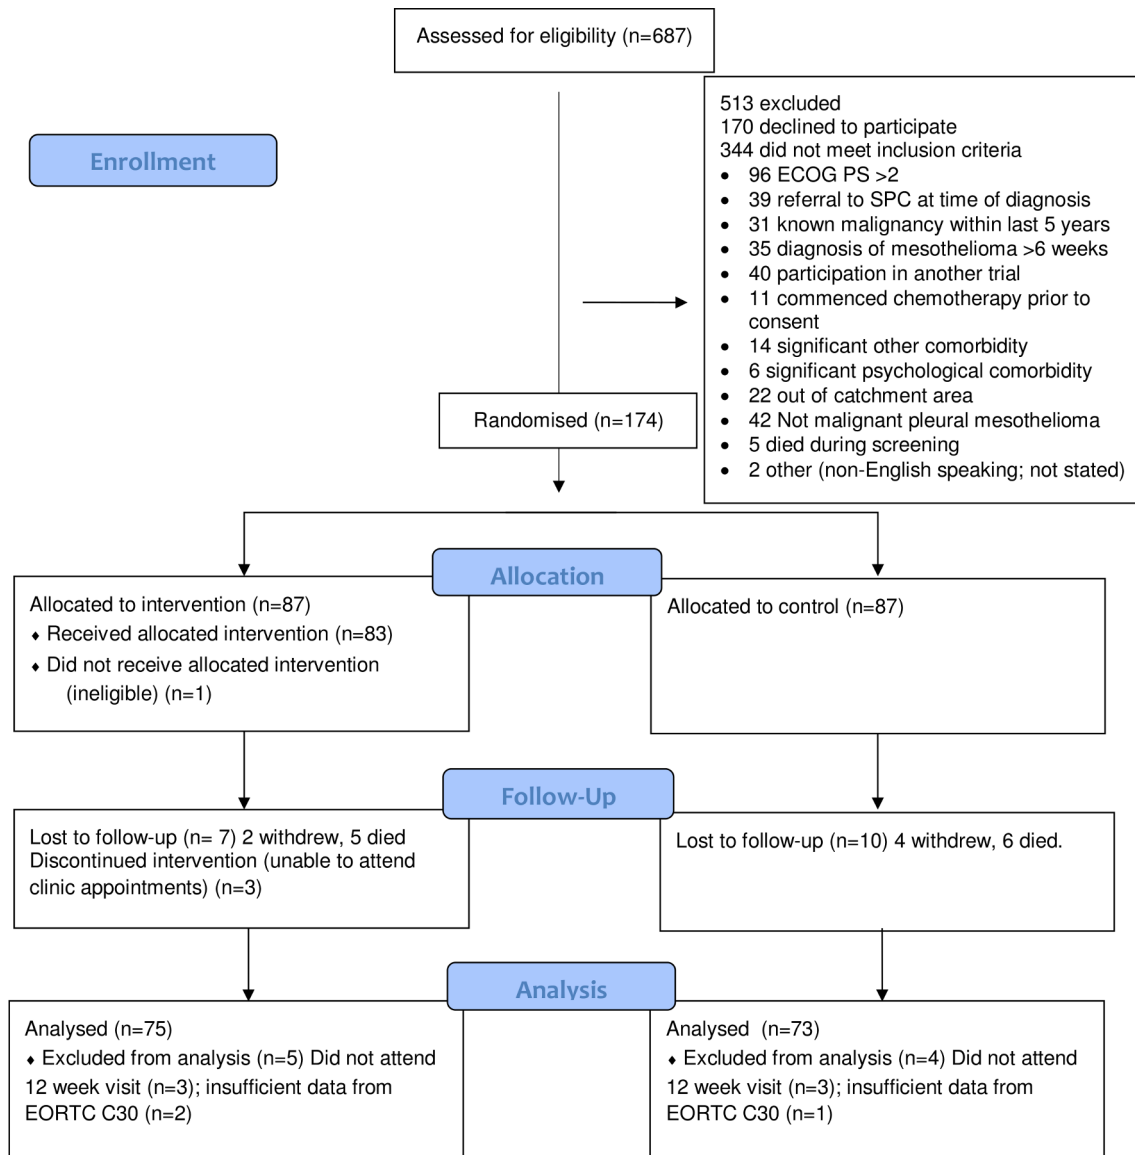 Assessed for eligibility (n=687)
Enrollment
513 excluded
170 declined to participate
344 did not meet inclusion criteria
• 96 ECOG PS >2
• 39 referral to SPC at time of diagnosis
• 31 known malignancy within last 5 years
• 35 diagnosis of mesothelioma >6 weeks
• 40 participation in another trial
• 11 commenced chemotherapy prior to
consent
• 14 significant other comorbidity
• 6 significant psychological comorbidity
• 22 out of catchment area
• 42 Not malignant pleural mesothelioma
• 5 died during screening
• 2 other (non-English speaking; not stated)
Randomised (n=174)
Allocation
Allocated to intervention (n=87)
♦ Received allocated intervention (n=83)
♦ Did not receive allocated intervention
(ineligible) (n=1)
Allocated to control (n=87)
Follow-Up
Lost to follow-up (n= 7) 2 withdrew, 5 died
Discontinued intervention (unable to attend
clinic appointments) (n=3)
Lost to follow-up (n=10) 4 withdrew, 6 died.
Analysis
Analysed (n=75)
♦ Excluded from analysis (n=5) Did not attend
12 week visit (n=3); insufficient data from
EORTC C30 (n=2)
Analysed  (n=73)
♦ Excluded from analysis (n=4) Did not attend
12 week visit (n=3); insufficient data from
EORTC C30 (n=1)